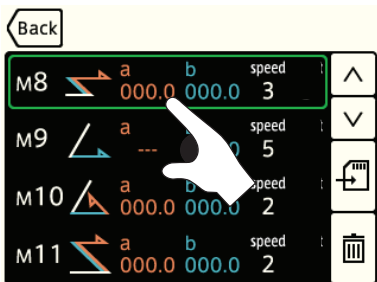 Back
M8 a 000.0 b 000.0 speed 3
M9 a --- speed 5
M10 a 000.0 b 000.0 speed 2
M11 a 000.0 b 000.0 speed 2